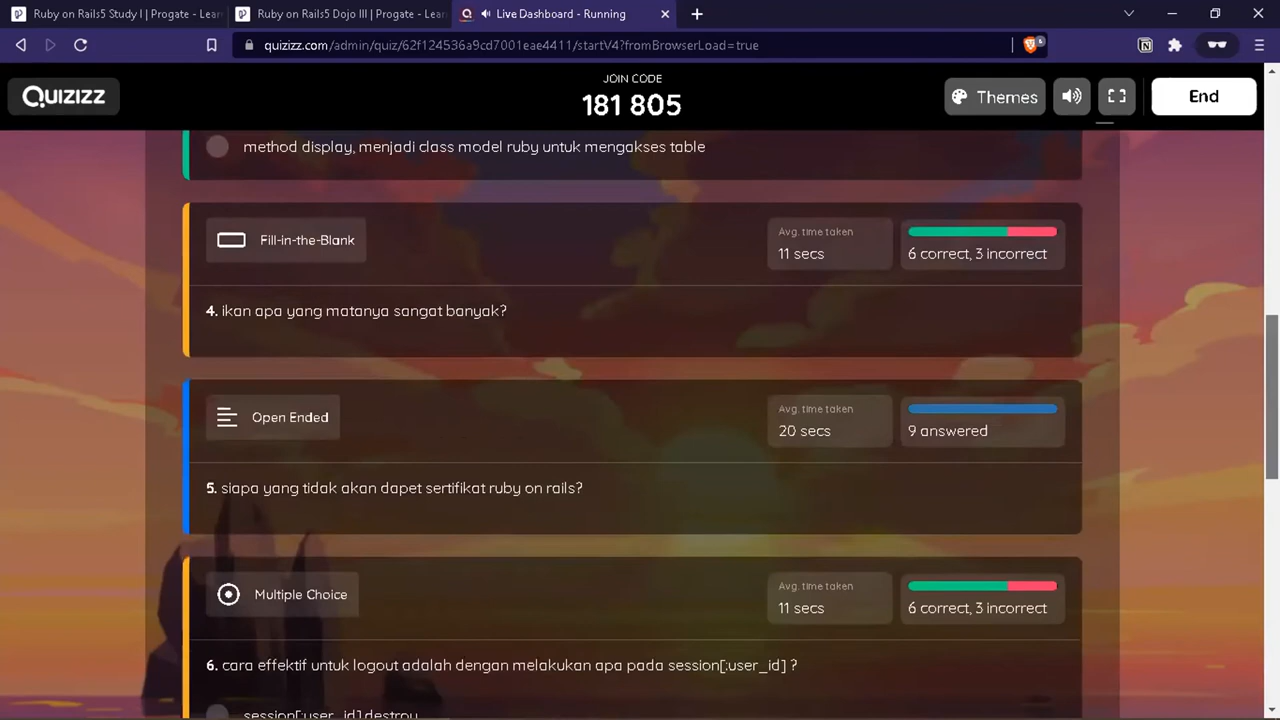 Ruby on Rails5 Study I | Progate - Lear
Ruby on Rails5 Dojo III | Progate - Lear
Live Dashboard - Running
quizizz.com/admin/quiz/62f124536a9cd7001eae4411/startV4?fromBrowserLoad=true
6
Quizizz
JOIN CODE
181 805
Themes
End
method display, menjadi class model ruby untuk mengakses table
Fill-in-the-Blank
Avg. time taken
11 secs
6 correct, 3 incorrect
4. ikan apa yang matanya sangat banyak?
Open Ended
Avg. time taken
20 secs
9 answered
5. siapa yang tidak akan dapet sertifikat ruby on rails?
Multiple Choice
Avg. time taken
11 secs
6 correct, 3 incorrect
6. cara effektif untuk logout adalah dengan melakukan apa pada session[:user_id] ?
session[:user_id].destroy